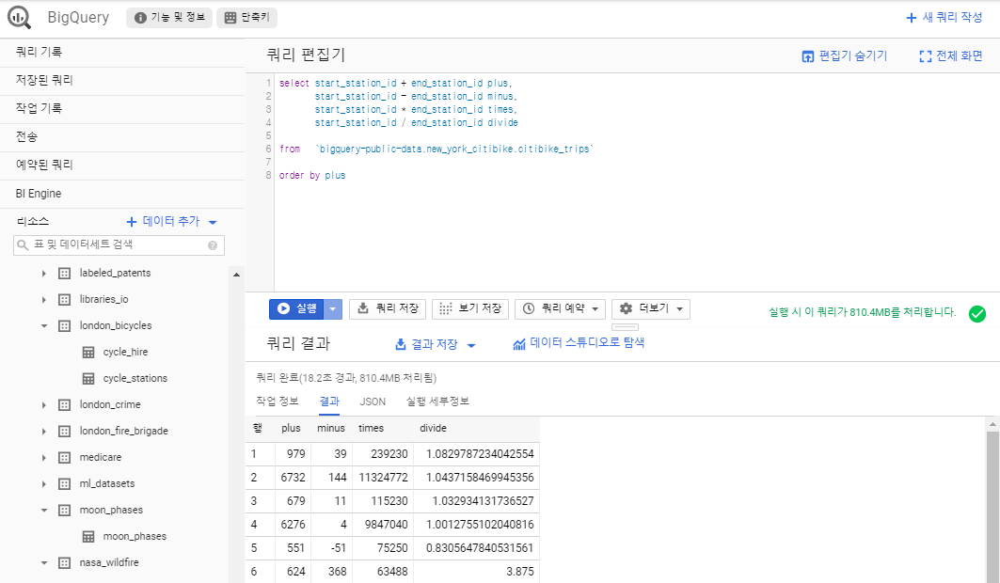 BigQuery 기능 및 정보 단축키 새 쿼리 작성
쿼리 기록
저장된 쿼리
작업 기록
전송
예약된 쿼리
BI Engine
리소스 데이터 추가
표 및 데이터세트 검색
labeled_patents
libraries_io
london_bicycles
cycle_hire
cycle_stations
london_crime
london_fire_brigade
medicare
ml_datasets
moon_phases
moon_phases
nasa_wildfire
쿼리 편집기 편집기 숨기기 전체 화면
1 select start_station_id + end_station_id plus,
2 start_station_id - end_station_id minus,
3 start_station_id * end_station_id times,
4 start_station_id / end_station_id divide
5
6 from `bigquery-public-data.new_york_citibike.citibike_trips`
7
8 order by plus
실행 쿼리 저장 보기 저장 쿼리 예약 더보기 실행 시 이 쿼리가 810.4MB를 처리합니다.
쿼리 결과 결과 저장 데이터 스튜디오로 탐색
쿼리 완료(18.2초 경과, 810.4MB 처리됨)
작업 정보 결과 JSON 실행 세부정보
행 plus minus times divide
1 979 39 239230 1.0829787234042554
2 6732 144 11324772 1.0437158469945356
3 679 11 115230 1.032934131736527
4 6276 4 9847040 1.0012755102040816
5 551 -51 75250 0.8305647840531561
6 624 368 63488 3.875